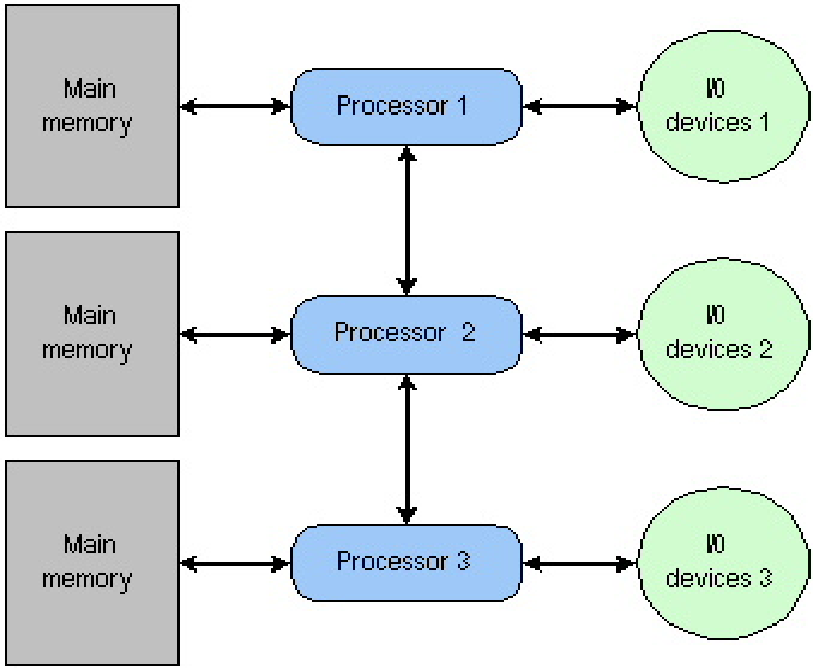 Main
memory
Processor 1
I/O
devices 1
Main
memory
Processor 2
I/O
devices 2
Main
memory
Processor 3
I/O
devices 3